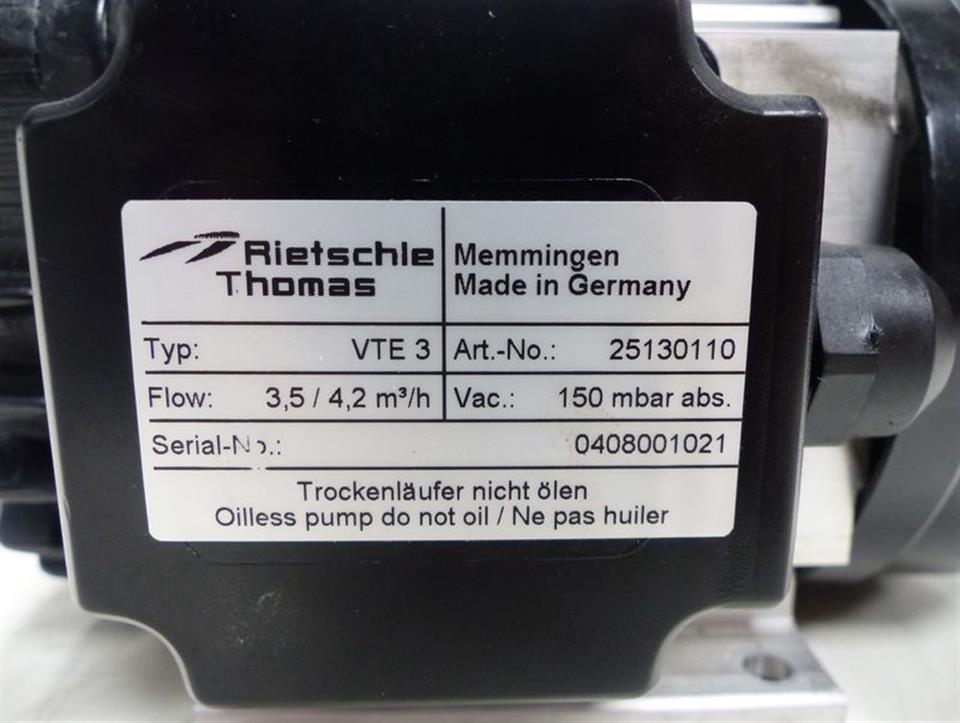 Rietschle
Thomas
Memmingen
Made in Germany
Typ: VTE 3
Art.-No.: 25130110
Flow: 3,5 / 4,2 m³/h
Vac.: 150 mbar abs.
Serial-No.: 0408001021
Trockenläufer nicht ölen
Oilless pump do not oil / Ne pas huiler